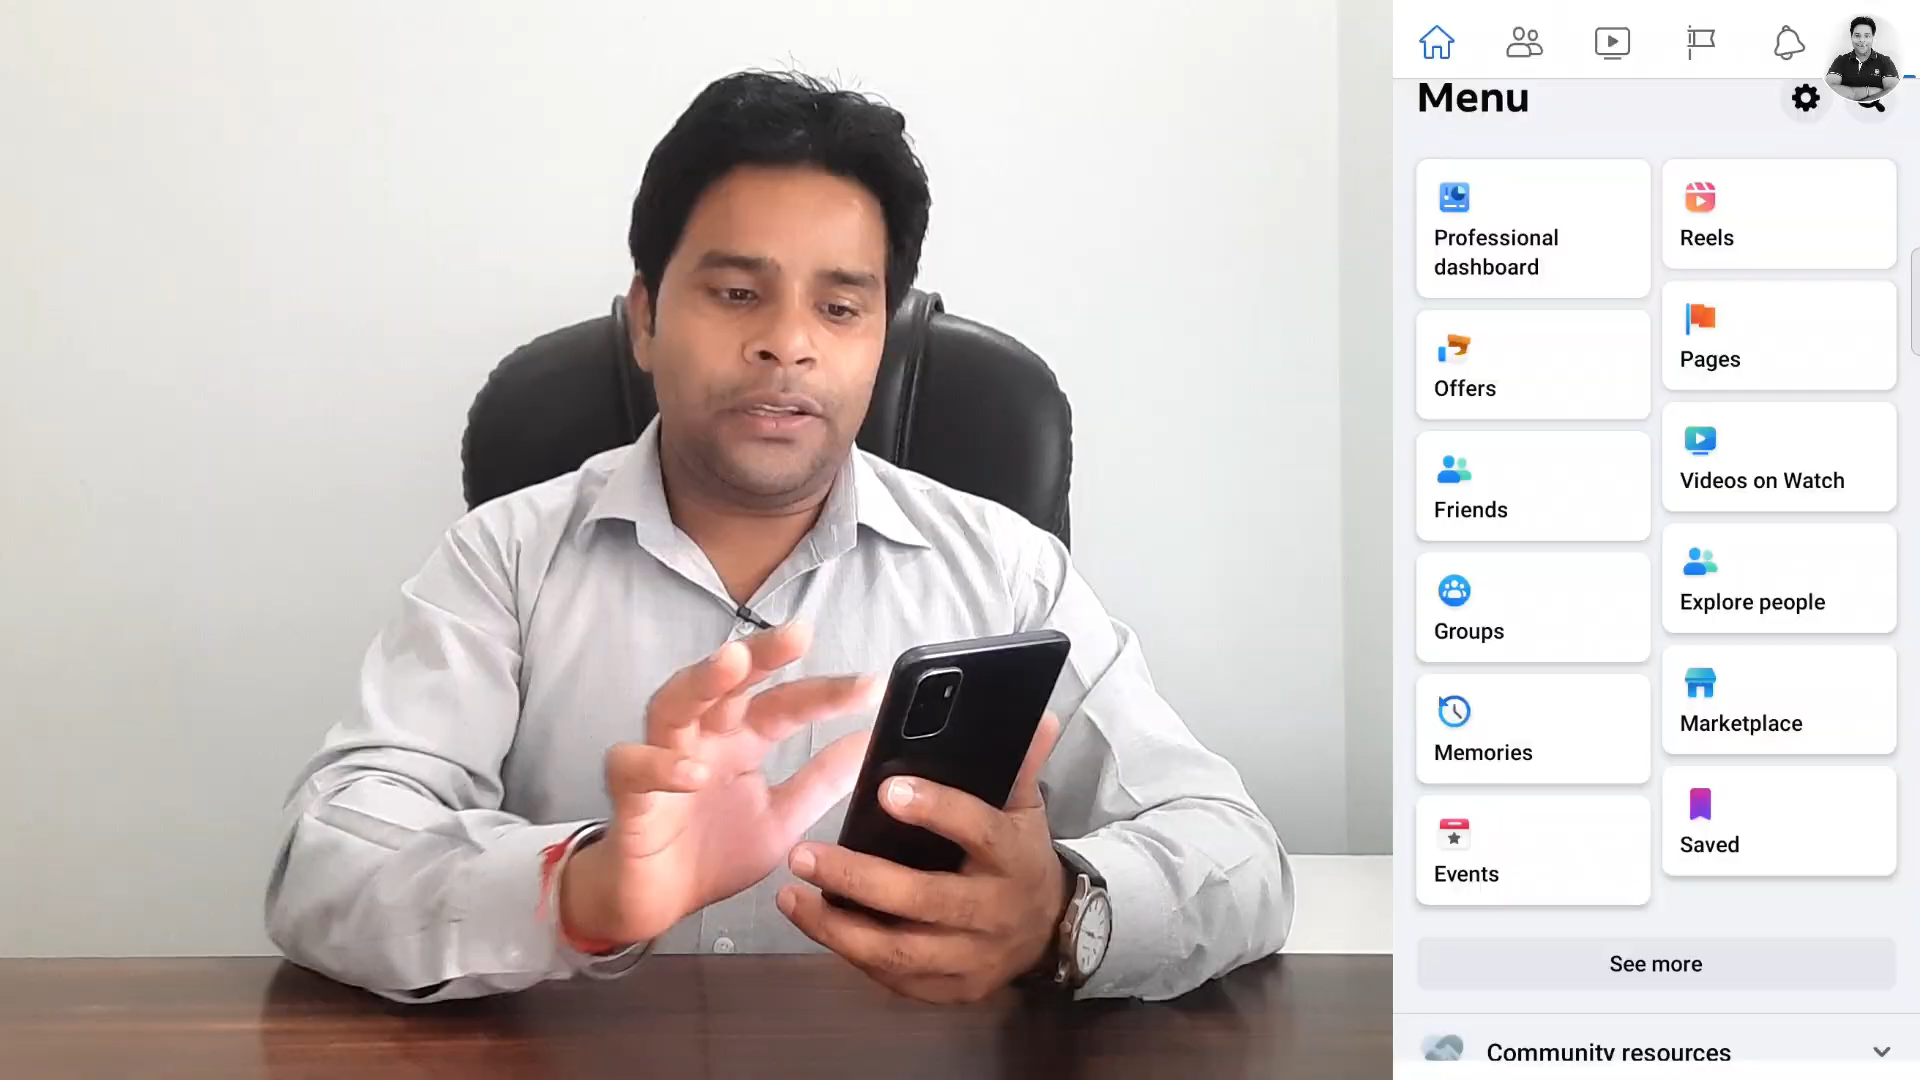 Menu
Professional
dashboard
Reels
Offers
Pages
Friends
Videos on Watch
Groups
Explore people
Memories
Marketplace
Events
Saved
See more
Community resources